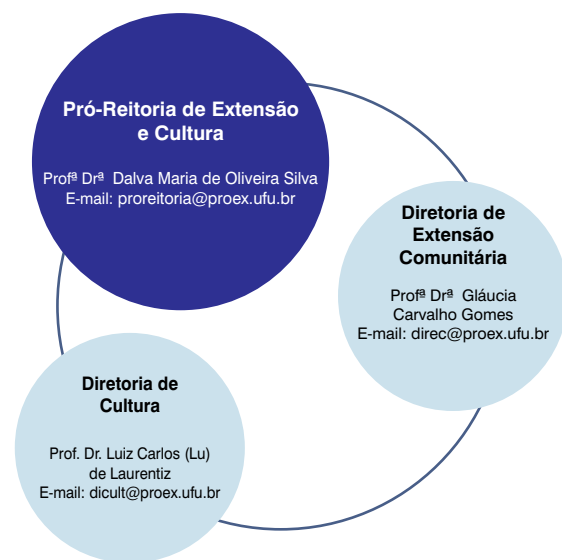 Pró-Reitoria de Extensão
e Cultura
Profª Drª Dalva Maria de Oliveira Silva
E-mail: proreitoria@proex.ufu.br
Diretoria de
Extensão
Comunitária
Profª Drª Gláucia
Carvalho Gomes
E-mail: direc@proex.ufu.br
Diretoria de
Cultura
Prof. Dr. Luiz Carlos (Lu)
de Laurentiz
E-mail: dicult@proex.ufu.br